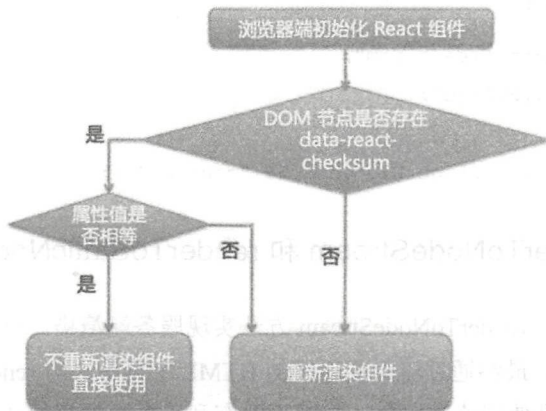 浏览器端初始化 React 组件
DOM 节点是否存在
data-react-
checksum
是
属性值是
否相等
否
否
是
不重新渲染组件
直接使用
重新渲染组件